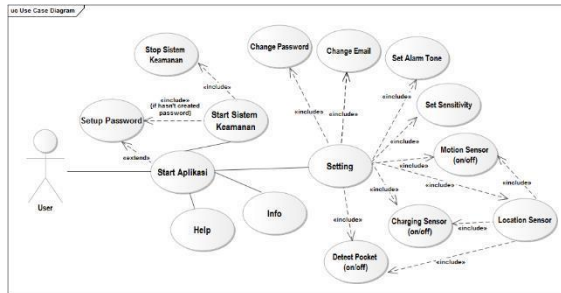 uc Use Case Diagram
Stop Sistem
Keamanan
Change Password
Change Email
Set Alarm Tone
«include»
«include»
«include»
«include»
«include»
{if hasn't created
password}
Setup Password
Start Sistem
Keamanan
Set Sensitivity
«include»
«extend»
Motion Sensor
(on/off)
Start Aplikasi
Setting
«include»
«include»
«include»
User
Info
«include»
Charging Sensor
(on/off)
Location Sensor
«include»
Help
«include»
Detect Pocket
(on/off)
«include»